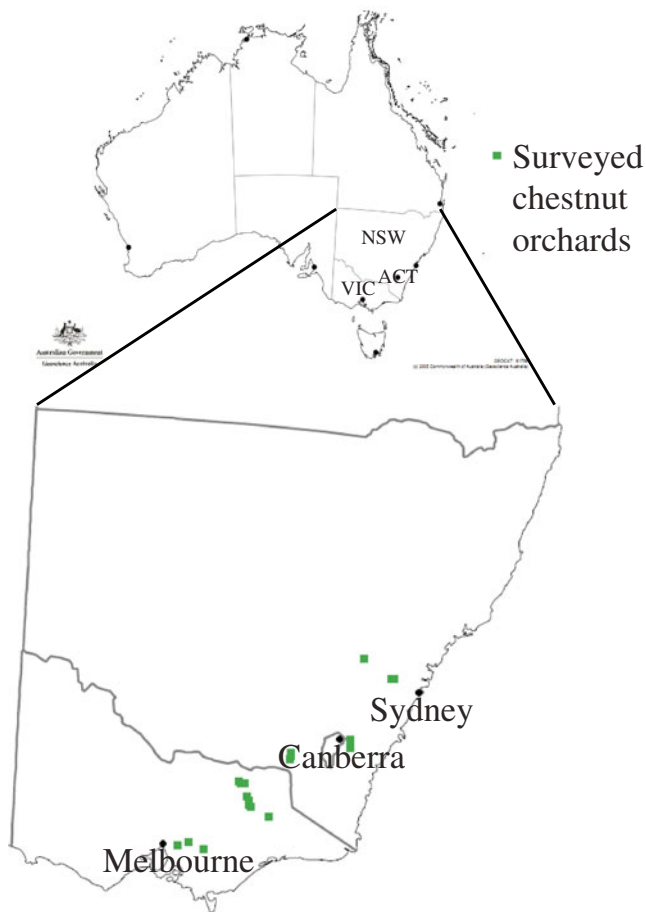 Surveyed
chestnut
orchards
NSW
ACT
VIC
Australian Government
Geoscience Australia
Sydney
Canberra
Melbourne